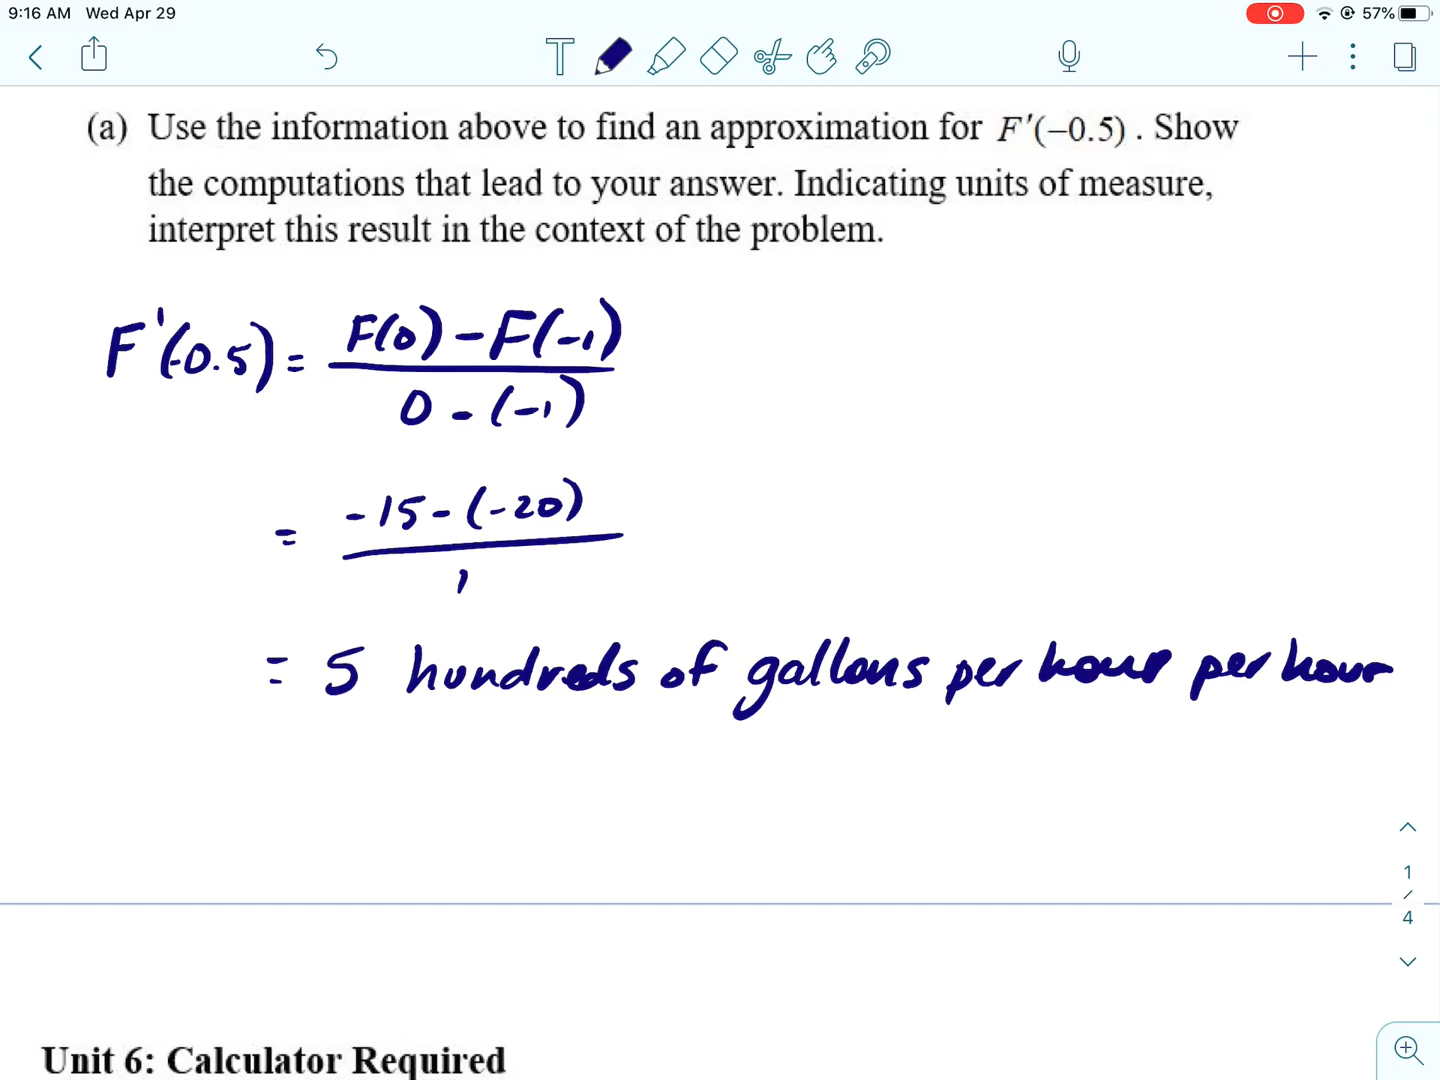 9:16 AM Wed Apr 29 57%
T
(a) Use the information above to find an approximation for F′(−0.5). Show
the computations that lead to your answer. Indicating units of measure,
interpret this result in the context of the problem.
F'(-0.5) = F(0) - F(-1)
0 - (-1)
= -15 - (-20)
1
= 5 hundreds of gallons per hour per hour
1
/
4
Unit 6: Calculator Required